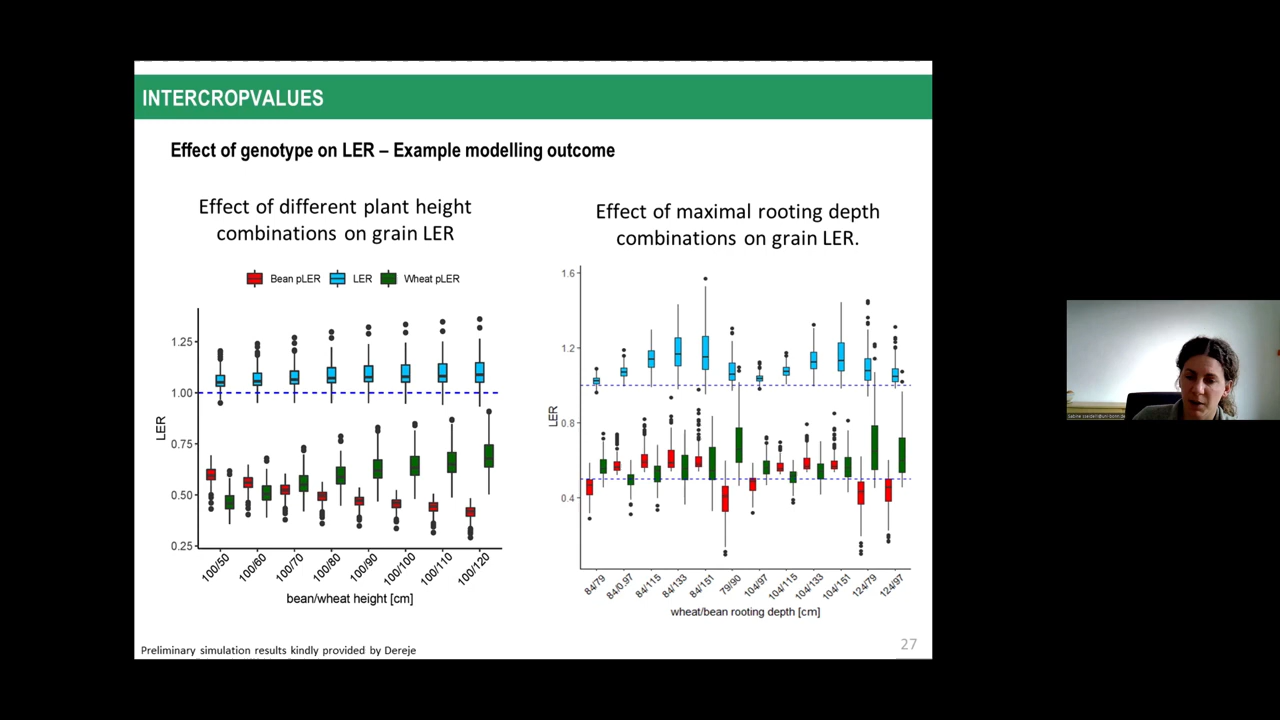 INTERCROPVALUES
Effect of genotype on LER – Example modelling outcome
Effect of different plant height
combinations on grain LER
Bean pLER
LER
Wheat pLER
1.25
1.00
0.75
0.50
0.25
LER
100/50
100/60
100/70
100/80
100/90
100/100
100/110
100/120
bean/wheat height [cm]
Effect of maximal rooting depth
combinations on grain LER.
1.6
1.2
0.8
0.4
LER
84/79
84/0.97
84/115
84/133
84/151
79/90
104/97
104/115
104/133
104/151
124/79
124/97
wheat/bean rooting depth [cm]
Preliminary simulation results kindly provided by Dereje
27